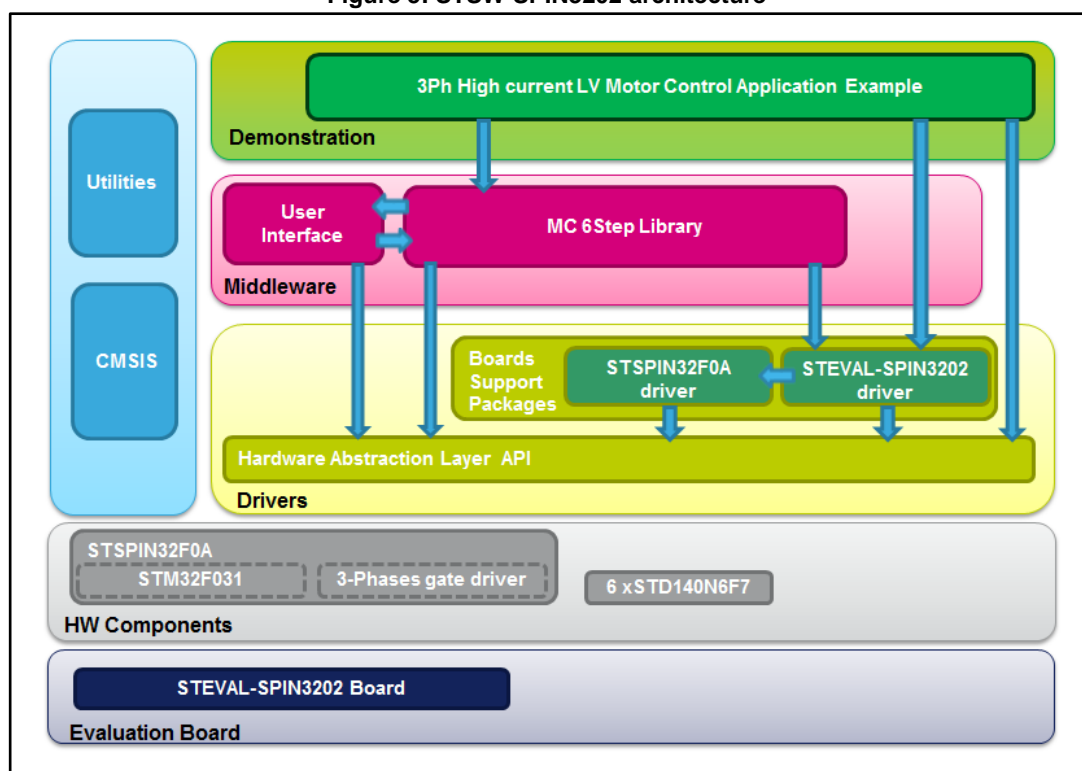 3Ph High current LV Motor Control Application Example
Demonstration
Utilities
User
Interface
MC 6Step Library
Middleware
CMSIS
Boards
Support
Packages
STSPIN32F0A
driver
STEVAL-SPIN3202
driver
Hardware Abstraction Layer API
Drivers
STSPIN32F0A
STM32F031
3-Phases gate driver
6 xSTD140N6F7
HW Components
STEVAL-SPIN3202 Board
Evaluation Board